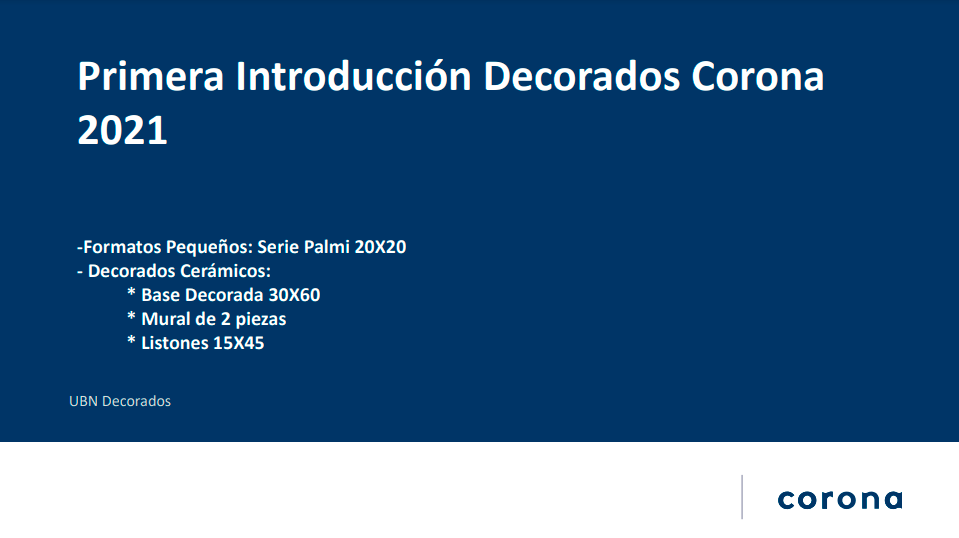 Primera Introducción Decorados Corona
2021
-Formatos Pequeños: Serie Palmi 20X20
- Decorados Cerámicos:
* Base Decorada 30X60
* Mural de 2 piezas
* Listones 15X45
UBN Decorados
corona